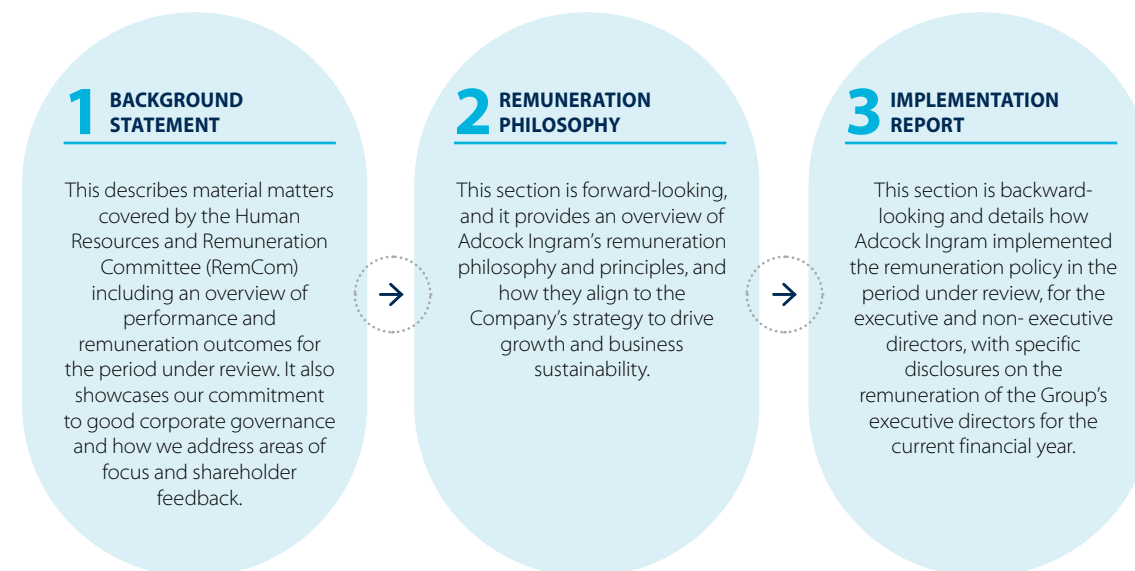 1 BACKGROUND
STATEMENT
This describes material matters
covered by the Human
Resources and Remuneration
Committee (RemCom)
including an overview of
performance and
remuneration outcomes for
the period under review. It also
showcases our commitment
to good corporate governance
and how we address areas of
focus and shareholder
feedback.
2 REMUNERATION
PHILOSOPHY
This section is forward-looking,
and it provides an overview of
Adcock Ingram’s remuneration
philosophy and principles, and
how they align to the
Company’s strategy to drive
growth and business
sustainability.
3 IMPLEMENTATION
REPORT
This section is backward-
looking and details how
Adcock Ingram implemented
the remuneration policy in the
period under review, for the
executive and non- executive
directors, with specific
disclosures on the
remuneration of the Group’s
executive directors for the
current financial year.